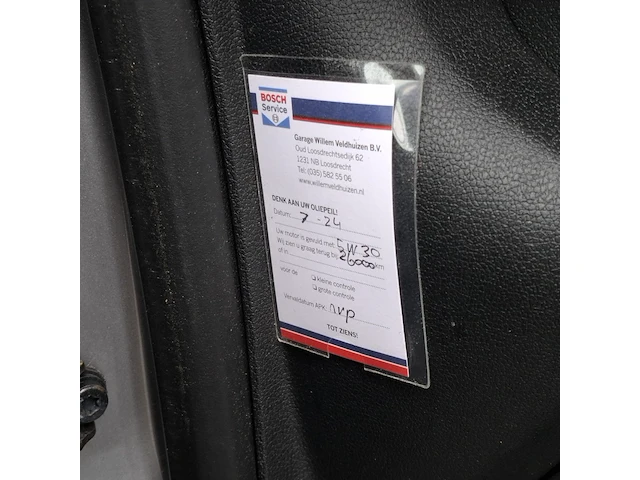 BOSCH
Service
Garage Willem Veldhuizen B.V.
Oud Loosdrechtsedijk 62
1231 NB Loosdrecht
Tel: (035) 582 55 06
www.willemveldhuizen.nl
DENK AAN UW OLIEPEIL!
Datum: 7 - 24
Uw motor is gevuld met: 5W30
Wij zien u graag terug bij 26000 km
of in
voor de
kleine controle
grote controle
Vervaldatum APK: nvp
TOT ZIENS!